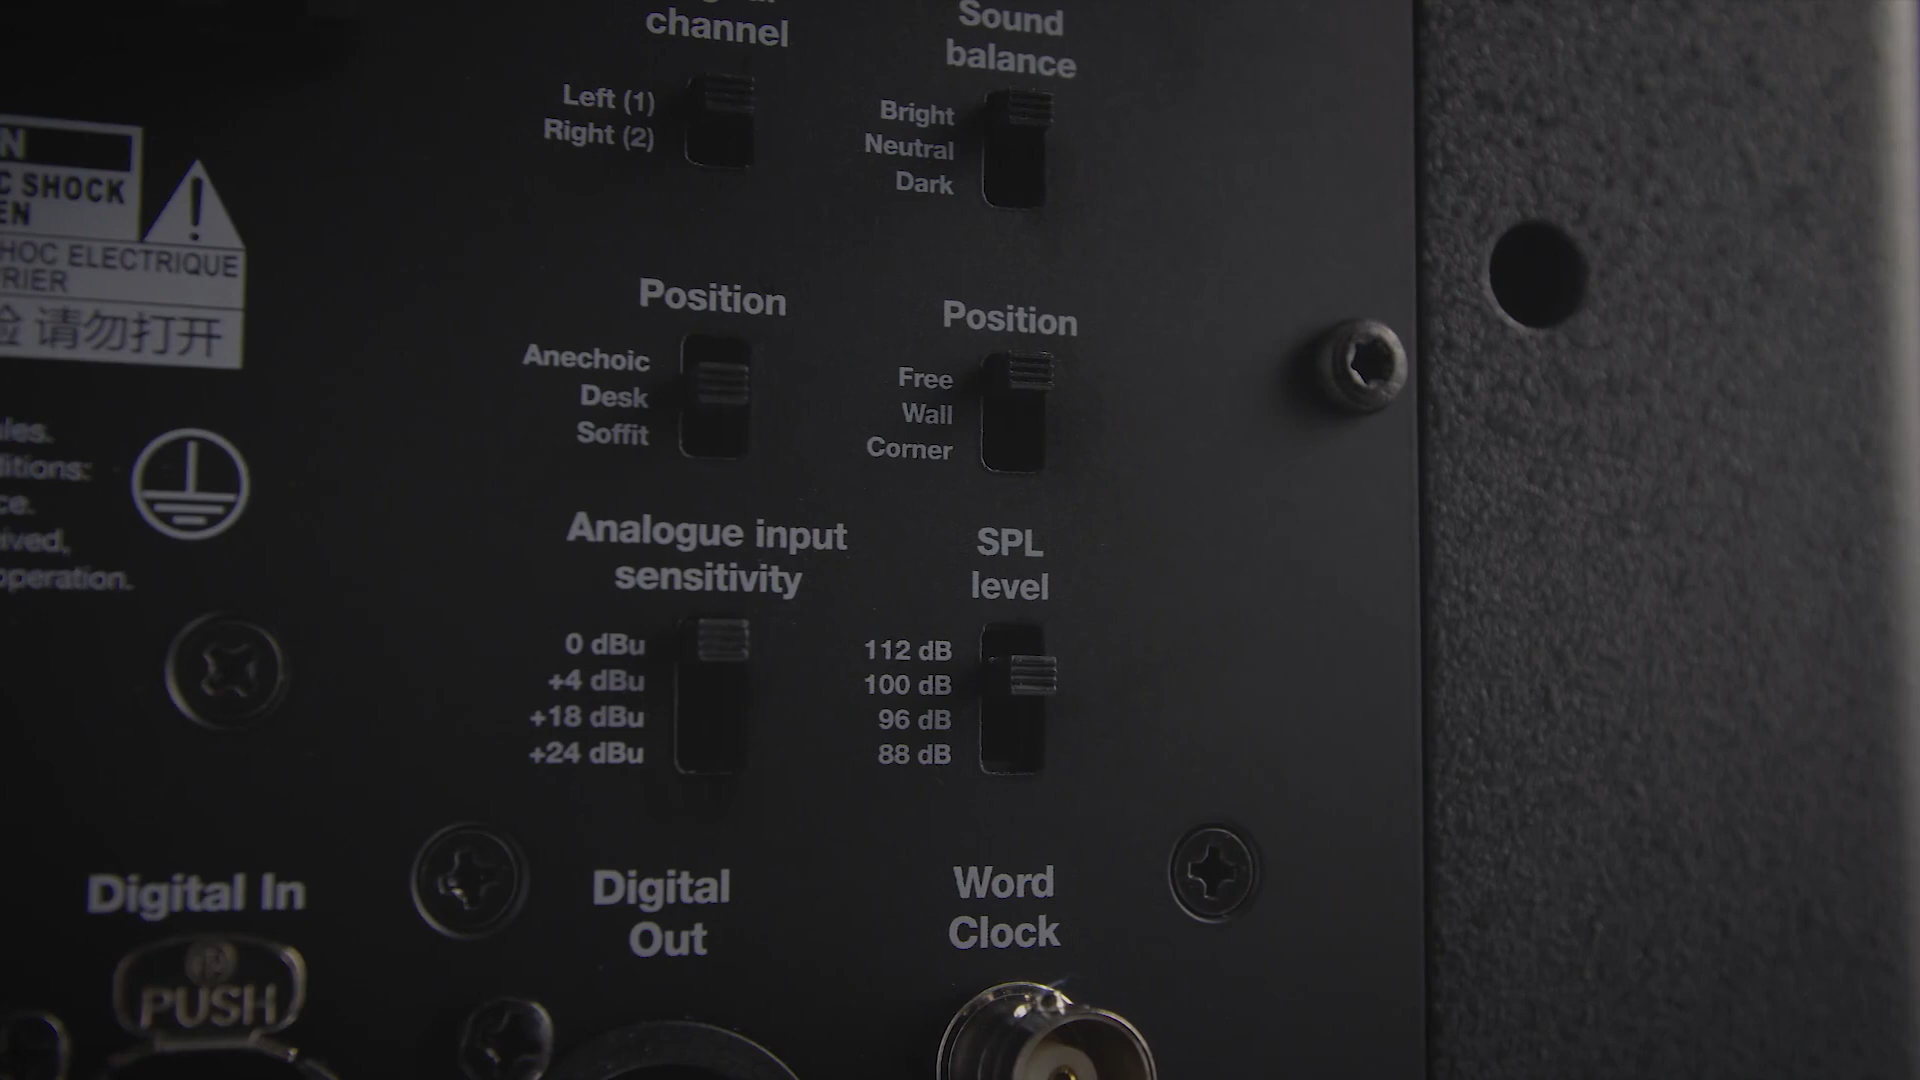 channel
Left (1)
Right (2)
Sound
balance
Bright
Neutral
Dark
N
C SHOCK
EN
HOC ELECTRIQUE
RIER
请勿打开
Position
Anechoic
Desk
Soffit
Position
Free
Wall
Corner
les.
ditions:
ce.
ived,
operation.
Analogue input
sensitivity
0 dBu
+4 dBu
+18 dBu
+24 dBu
SPL
level
112 dB
100 dB
96 dB
88 dB
Digital In
PUSH
Digital
Out
Word
Clock